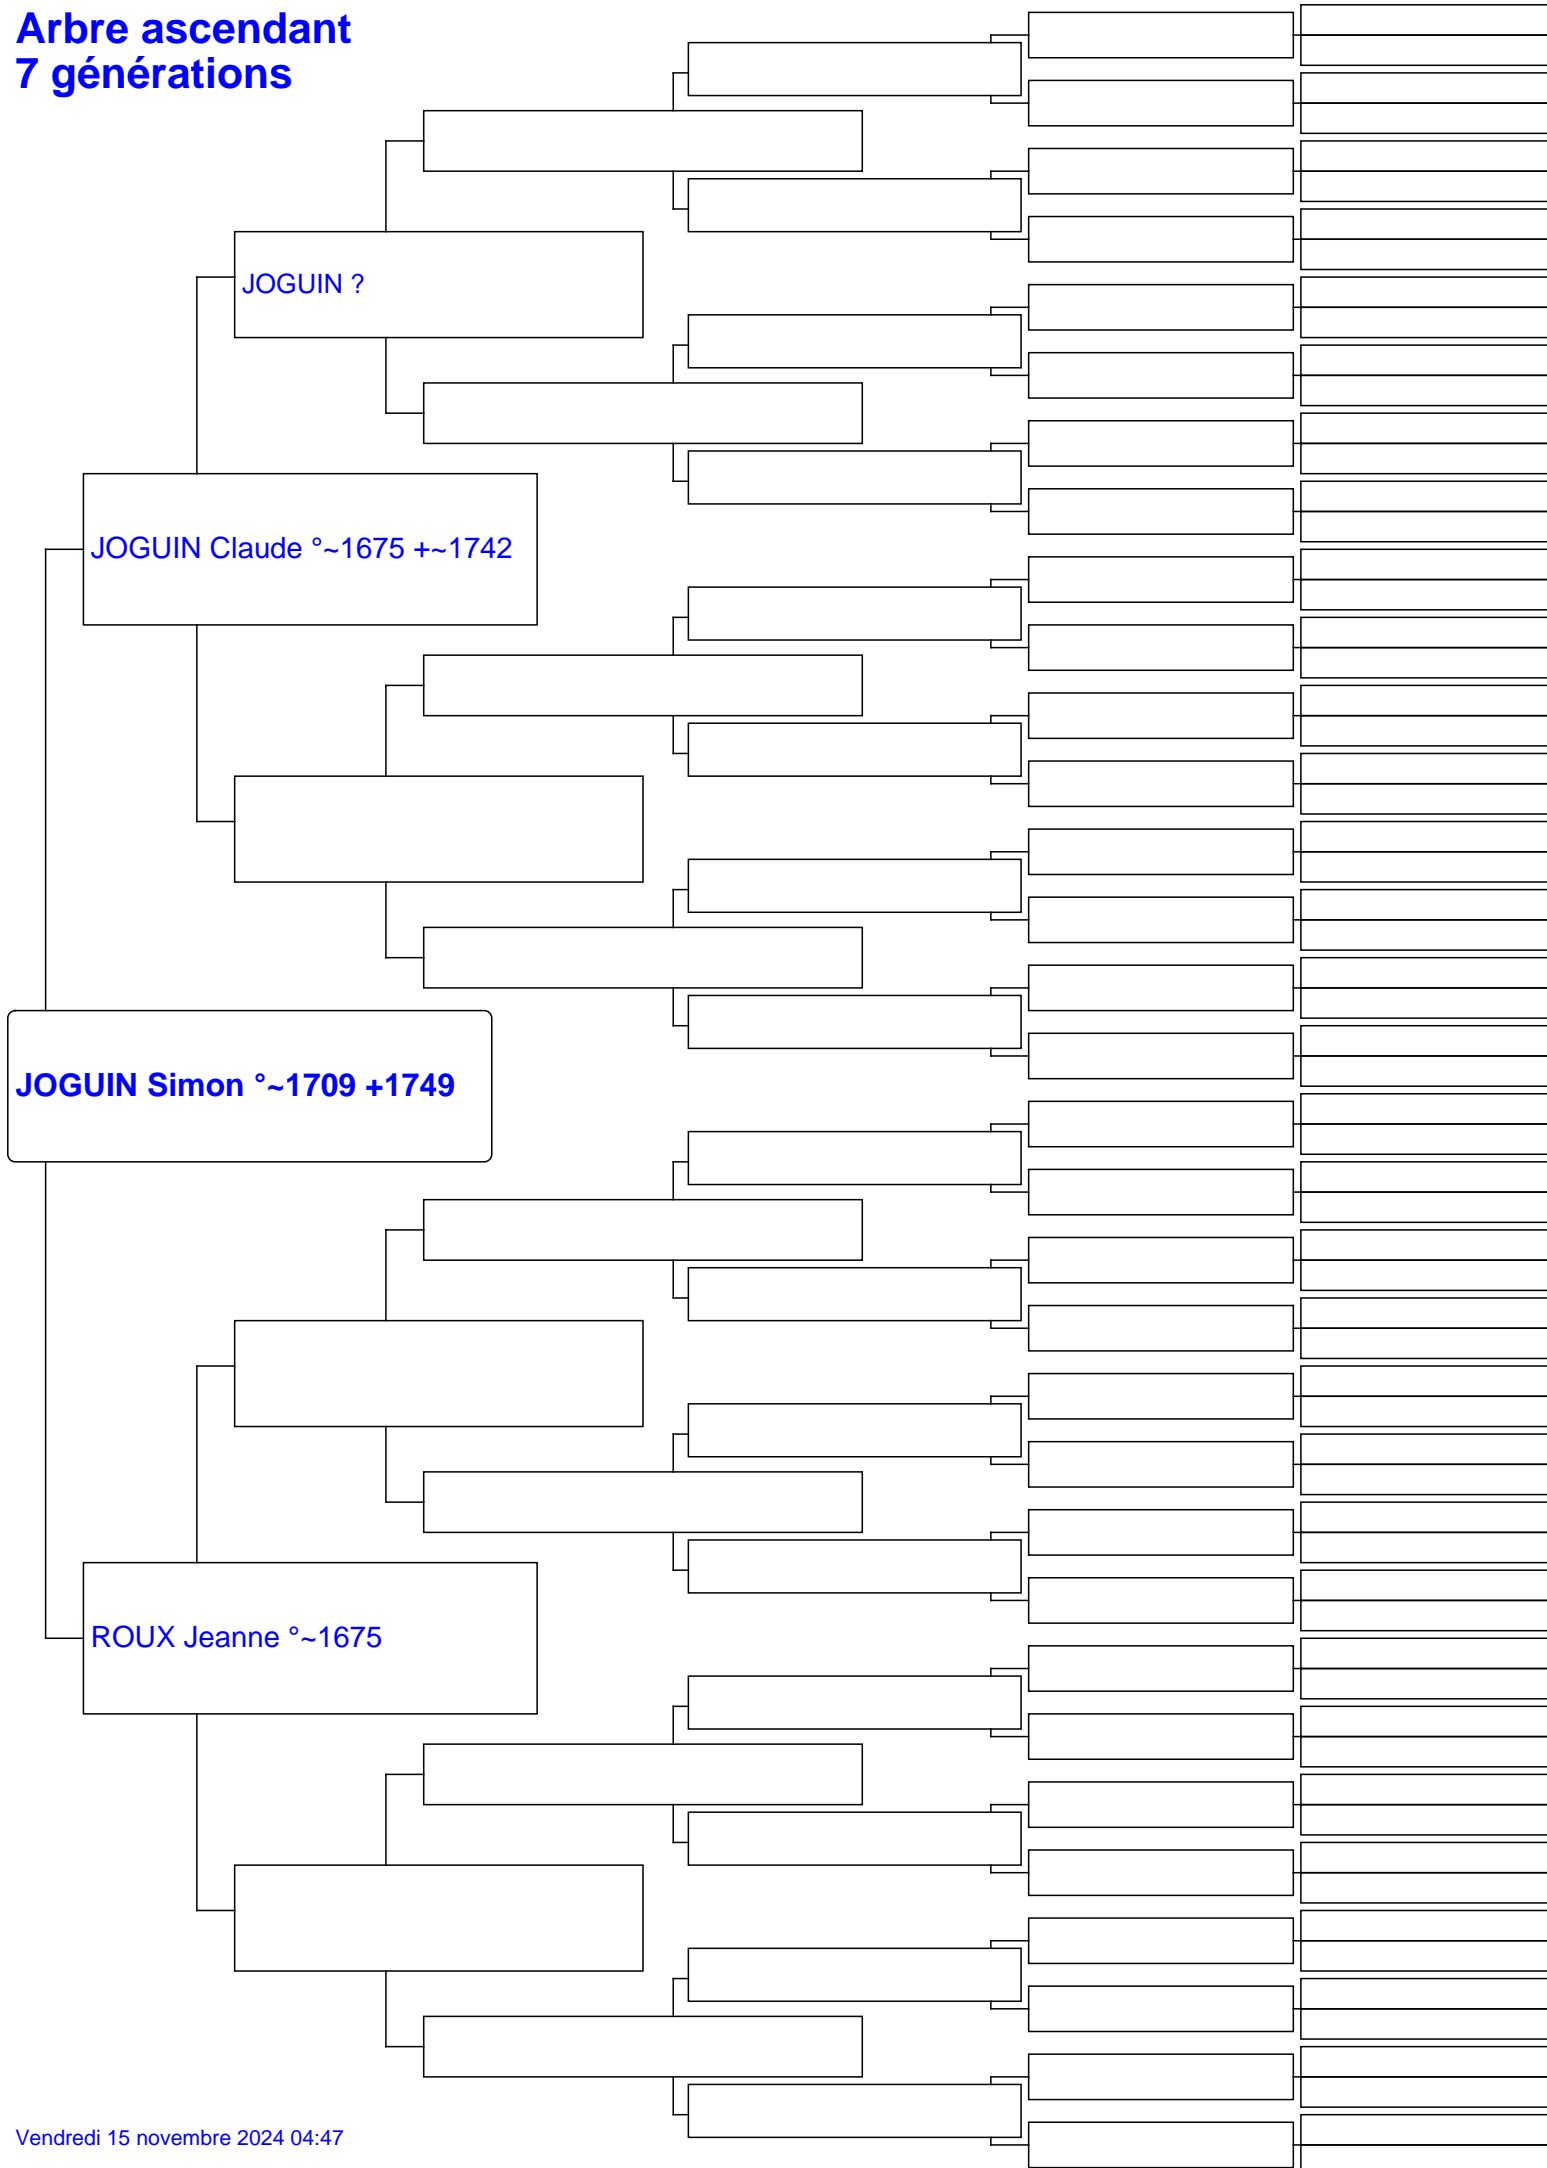 Arbre ascendant
7 générations
JOGUIN ?
JOGUIN Claude °~1675 +~1742
JOGUIN Simon °~1709 +1749
ROUX Jeanne °~1675
Vendredi 15 novembre 2024 04:47